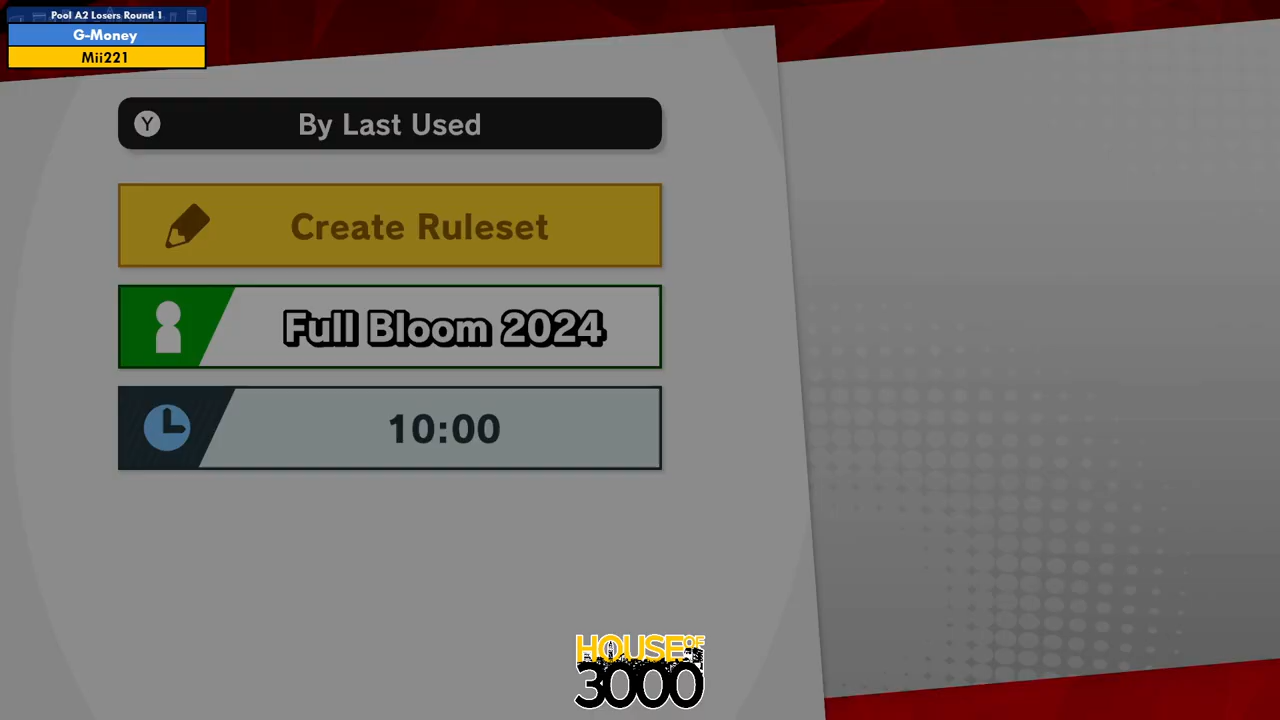 Pool A2 Losers Round 1
G-Money
Mii221
Y By Last Used
Create Ruleset
Full Bloom 2024
10:00
HOUSE OF
3000